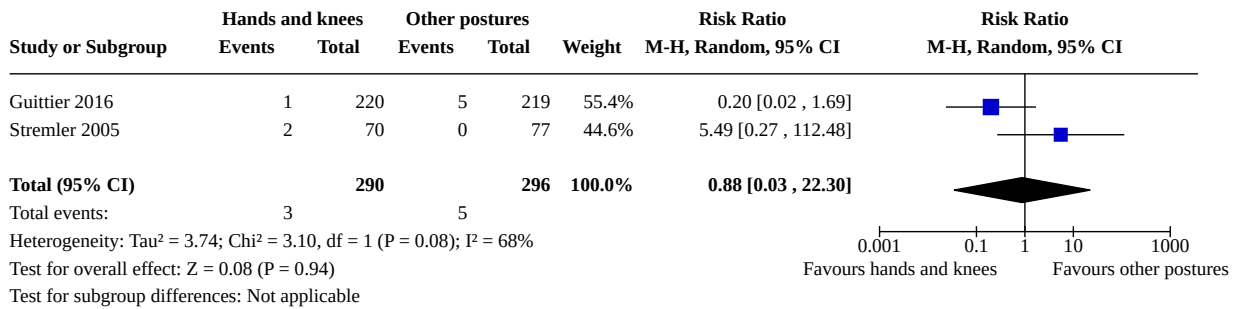 Hands and knees Other postures Risk Ratio Risk Ratio
Study or Subgroup Events Total Events Total Weight M-H, Random, 95% CI M-H, Random, 95% CI
Guittier 2016 1 220 5 219 55.4% 0.20 [0.02 , 1.69]
Stremler 2005 2 70 0 77 44.6% 5.49 [0.27 , 112.48]
Total (95% CI) 290 296 100.0% 0.88 [0.03 , 22.30]
Total events: 3 5
Heterogeneity: Tau² = 3.74; Chi² = 3.10, df = 1 (P = 0.08); I² = 68%
0.001 0.1 1 10 1000
Test for overall effect: Z = 0.08 (P = 0.94)
Favours hands and knees Favours other postures
Test for subgroup differences: Not applicable